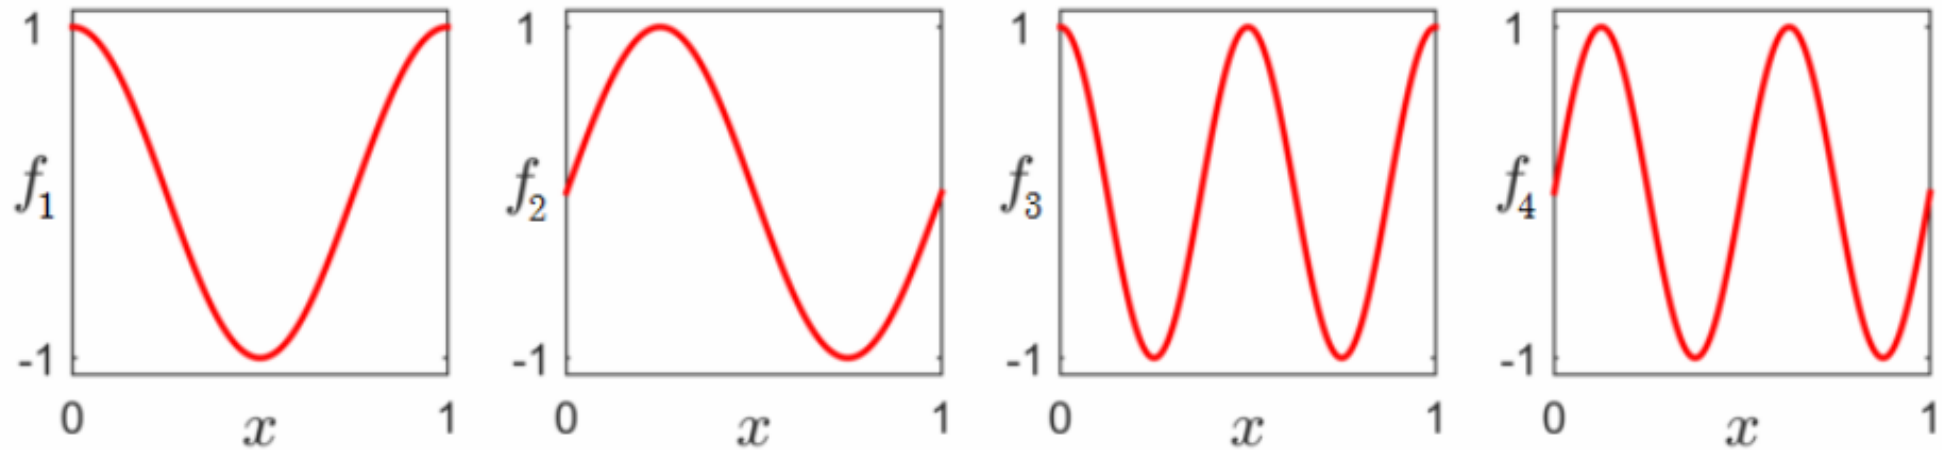 1 1 1 1
f₁ f₂ f₃ f₄
-1 -1 -1 -1
0 x 1 0 x 1 0 x 1 0 x 1